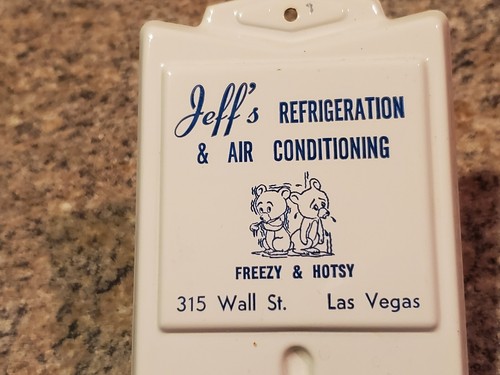 Jeff's REFRIGERATION
& AIR CONDITIONING
FREEZY & HOTSY
315 Wall St. Las Vegas